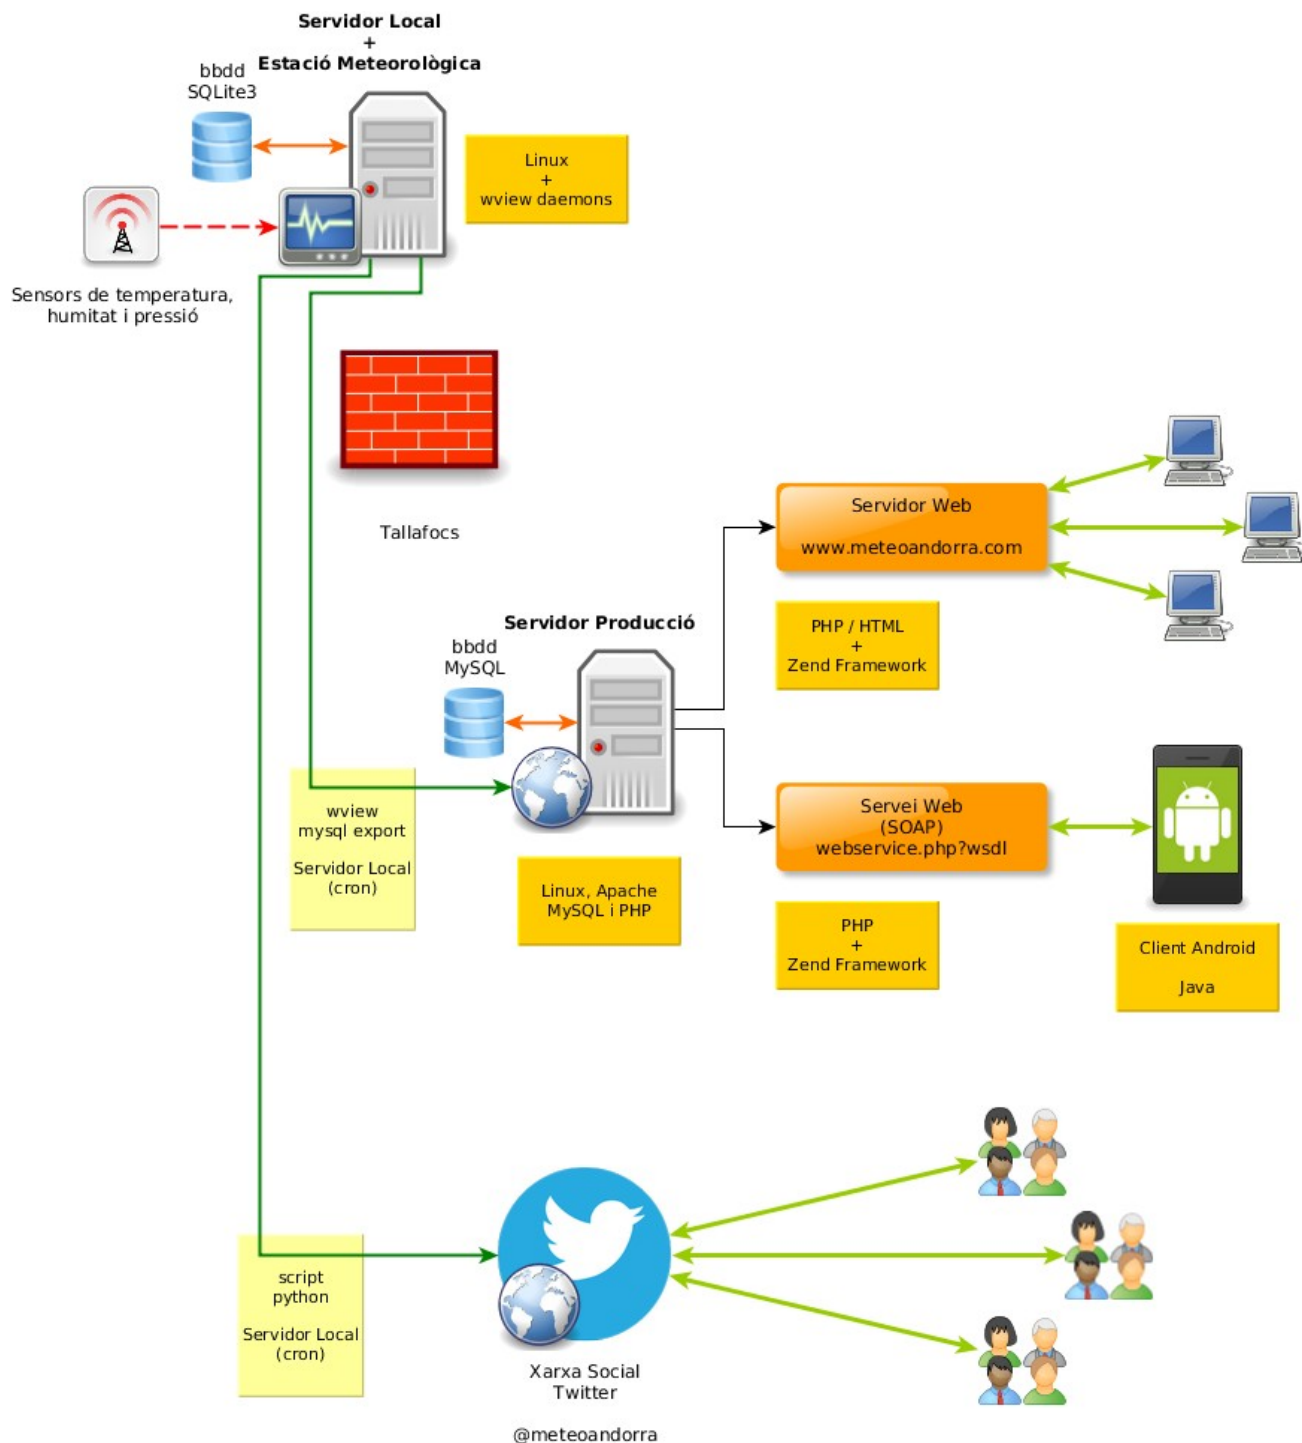 Servidor Local
+
Estació Meteorològica
bbdd
SQLite3
Linux
+
wview daemons
Sensors de temperatura,
humitat i pressió
Tallafocs
Servidor Web
www.meteoandorra.com
PHP / HTML
+
Zend Framework
Servidor Producció
bbdd
MySQL
wview
mysql export
Servidor Local
(cron)
Linux, Apache
MySQL i PHP
Servei Web
(SOAP)
webservice.php?wsdl
PHP
+
Zend Framework
Client Android
Java
script
python
Servidor Local
(cron)
Xarxa Social
Twitter
@meteoandorra